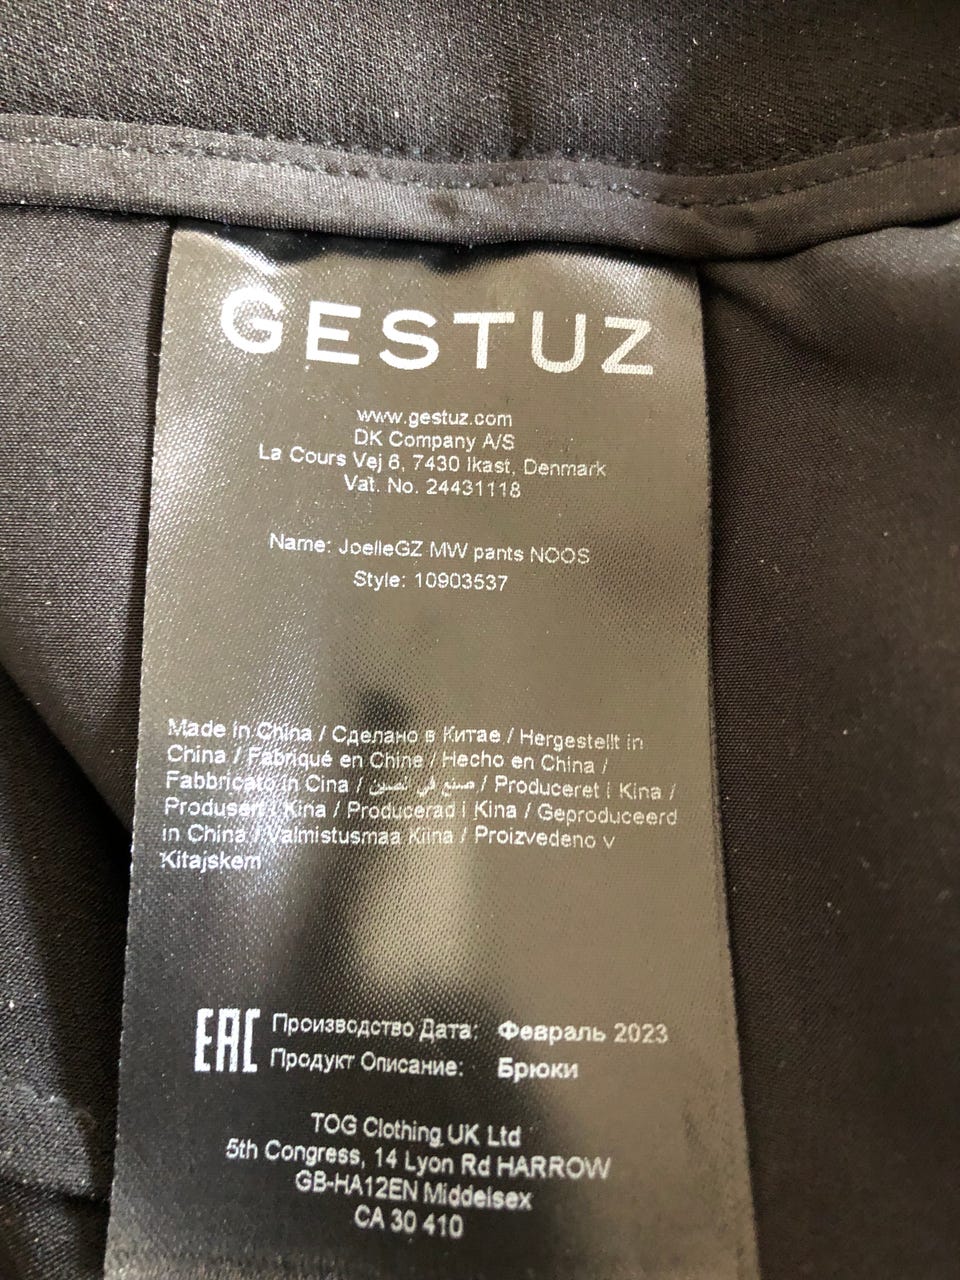 GESTUZ
www.gestuz.com
DK Company A/S
La Cours Vej 6, 7430 Ikast, Denmark
Vat. No. 24431118
Name: JoelleGZ MW pants NOOS
Style: 10903537
Made in China / Сделано в Китае / Hergestellt in
China / Fabriqué en Chine / Hecho en China /
Fabbricato in Cina / صنع في لصين / Produceret i Kina /
Produsert i Kina / Producerad i Kina / Geproduceerd
in China / Valmistusmaa Kiina / Proizvedeno v
Kitajskem
EAC Производство Дата: Февраль 2023
Продукт Описание: Брюки
TOG Clothing UK Ltd
5th Congress, 14 Lyon Rd HARROW
GB-HA12EN Middelsex
CA 30 410